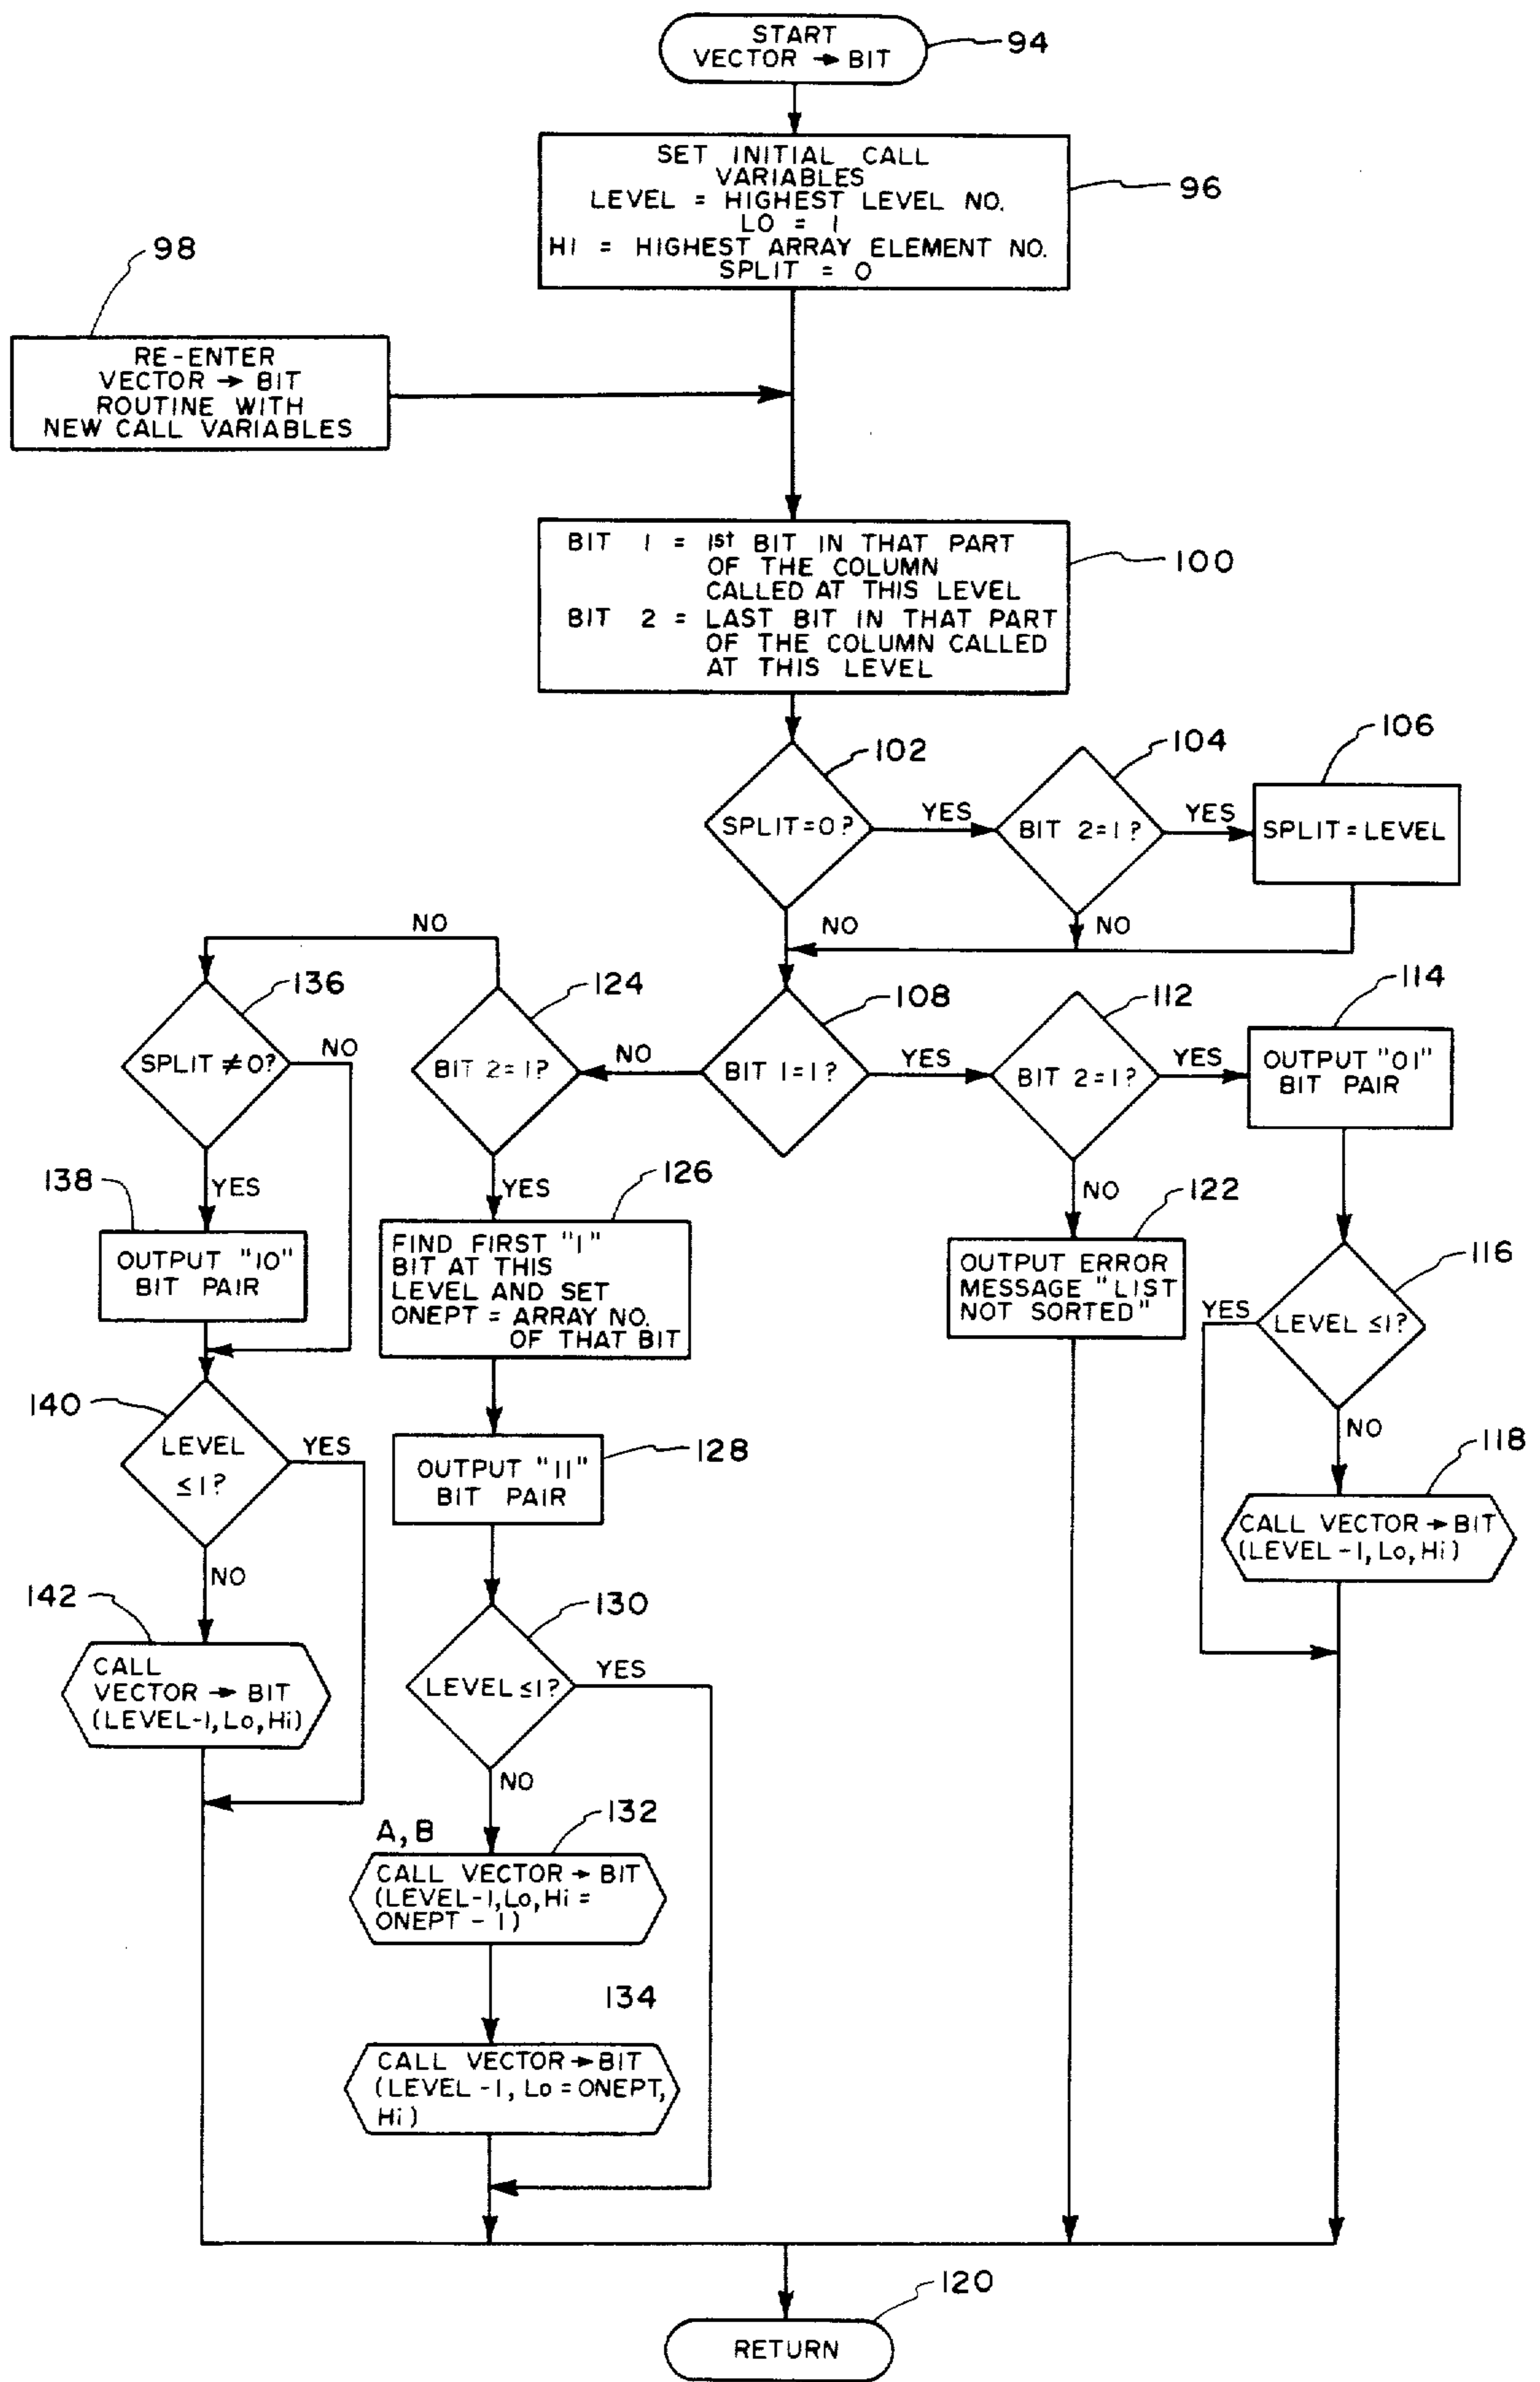 START
VECTOR → BIT
94
SET INITIAL CALL
VARIABLES
LEVEL = HIGHEST LEVEL NO.
LO = 1
HI = HIGHEST ARRAY ELEMENT NO.
SPLIT = 0
96
98
RE-ENTER
VECTOR → BIT
ROUTINE WITH
NEW CALL VARIABLES
BIT 1 = 1st BIT IN THAT PART
OF THE COLUMN
CALLED AT THIS LEVEL
BIT 2 = LAST BIT IN THAT PART
OF THE COLUMN CALLED
AT THIS LEVEL
100
102
SPLIT=0?
YES
NO
104
BIT 2=1?
YES
NO
106
SPLIT=LEVEL
108
BIT 1=1?
NO
YES
112
BIT 2=1?
YES
NO
114
OUTPUT "01"
BIT PAIR
116
LEVEL ≤1?
YES
NO
118
CALL VECTOR → BIT
(LEVEL-1, Lo, Hi)
122
OUTPUT ERROR
MESSAGE "LIST
NOT SORTED"
124
BIT 2=1?
NO
YES
126
FIND FIRST "1"
BIT AT THIS
LEVEL AND SET
ONEPT = ARRAY NO.
OF THAT BIT
128
OUTPUT "11"
BIT PAIR
130
LEVEL ≤1?
YES
NO
A, B
132
CALL VECTOR → BIT
(LEVEL-1, Lo, Hi =
ONEPT - 1)
134
CALL VECTOR → BIT
(LEVEL -1, Lo = ONEPT,
Hi)
136
SPLIT ≠ 0?
NO
YES
138
OUTPUT "10"
BIT PAIR
140
LEVEL
≤1?
YES
NO
142
CALL
VECTOR → BIT
(LEVEL-1, Lo, Hi)
120
RETURN